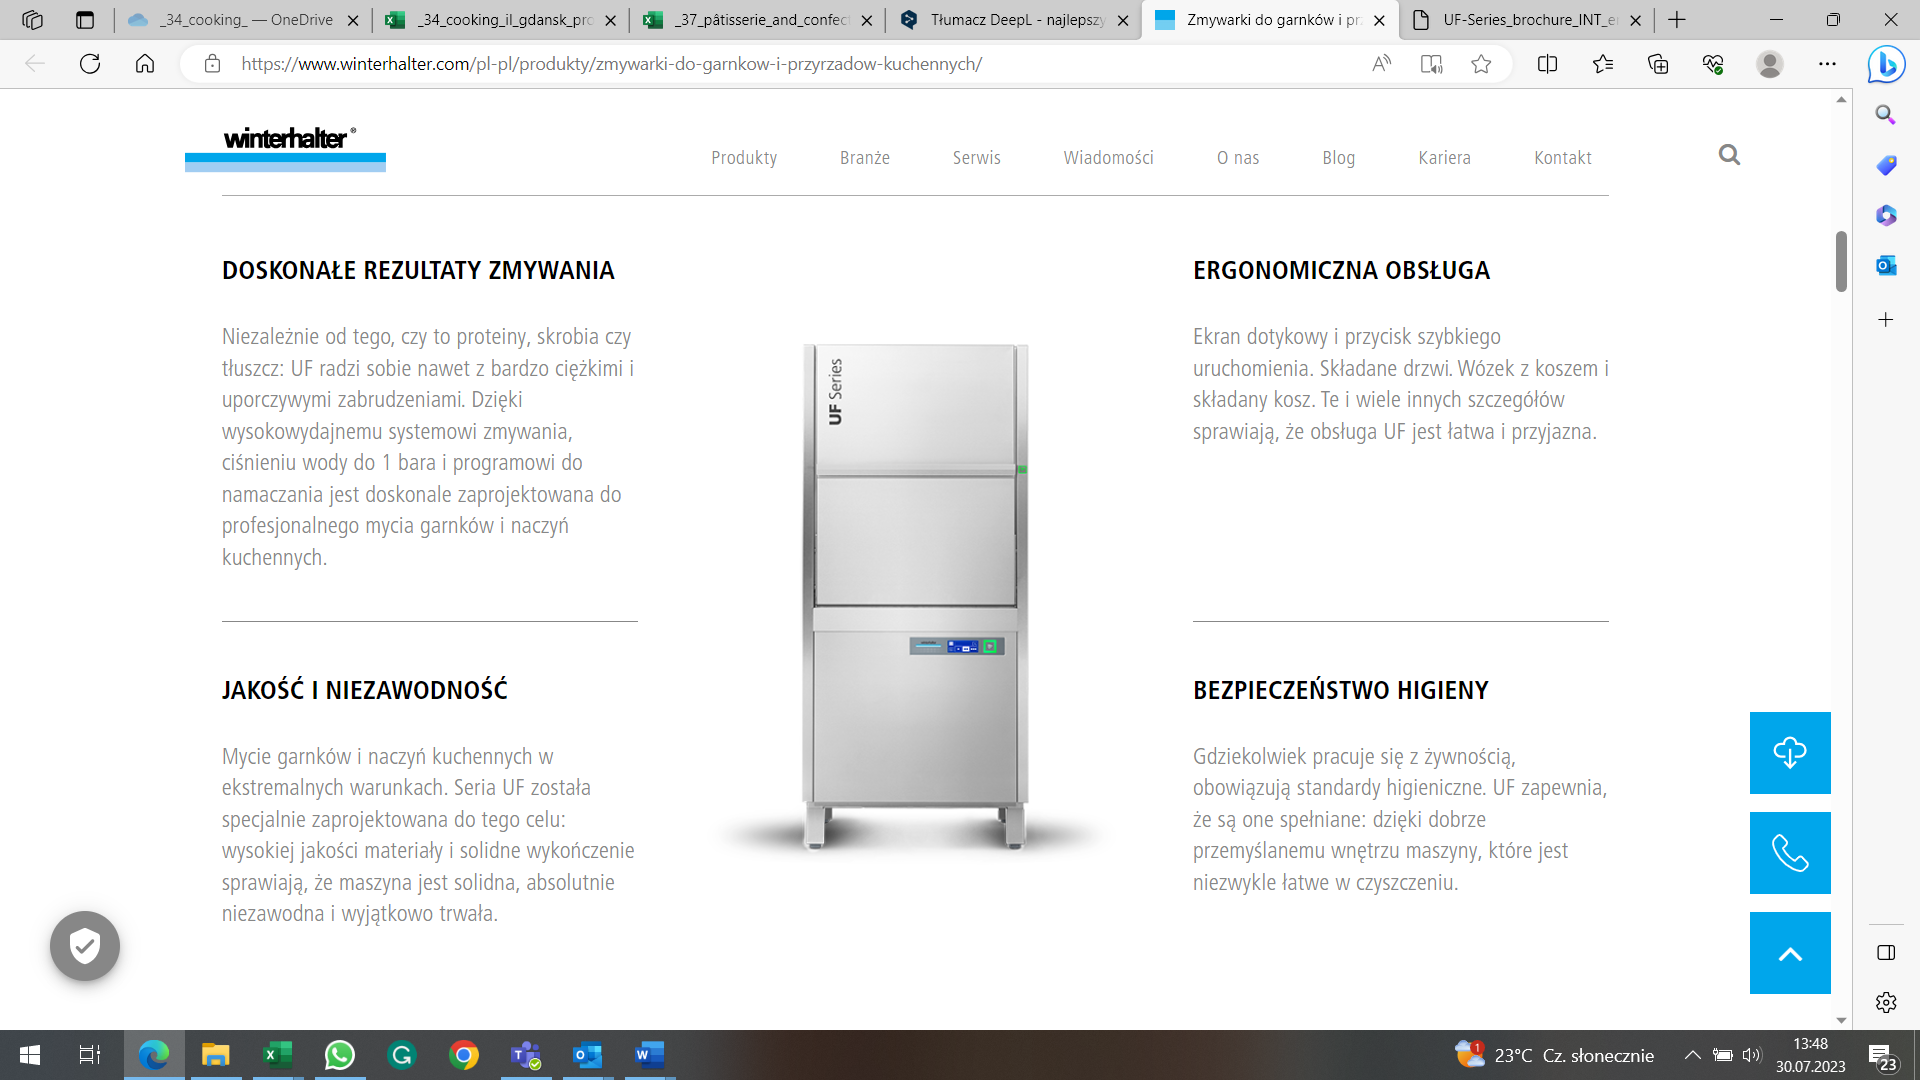 _34_cooking_ — OneDrive
_34_cooking_il_gdansk_pro
_37_pâtisserie_and_confect
Tłumacz DeepL - najlepszy
Zmywarki do garnków i prz
UF-Series_brochure_INT_en
https://www.winterhalter.com/pl-pl/produkty/zmywarki-do-garnkow-i-przyrzadow-kuchennych/
winterhalter®
Produkty
Branże
Serwis
Wiadomości
O nas
Blog
Kariera
Kontakt
DOSKONAŁE REZULTATY ZMYWANIA
Niezależnie od tego, czy to proteiny, skrobia czy
tłuszcz: UF radzi sobie nawet z bardzo ciężkimi i
uporczywymi zabrudzeniami. Dzięki
wysokowydajnemu systemowi zmywania,
ciśnieniu wody do 1 bara i programowi do
namaczania jest doskonale zaprojektowana do
profesjonalnego mycia garnków i naczyń
kuchennych.
UF Series
ERGONOMICZNA OBSŁUGA
Ekran dotykowy i przycisk szybkiego
uruchomienia. Składane drzwi. Wózek z koszem i
składany kosz. Te i wiele innych szczegółów
sprawiają, że obsługa UF jest łatwa i przyjazna.
JAKOŚĆ I NIEZAWODNOŚĆ
Mycie garnków i naczyń kuchennych w
ekstremalnych warunkach. Seria UF została
specjalnie zaprojektowana do tego celu:
wysokiej jakości materiały i solidne wykończenie
sprawiają, że maszyna jest solidna, absolutnie
niezawodna i wyjątkowo trwała.
BEZPIECZEŃSTWO HIGIENY
Gdziekolwiek pracuje się z żywnością,
obowiązują standardy higieniczne. UF zapewnia,
że są one spełniane: dzięki dobrze
przemyślanemu wnętrzu maszyny, które jest
niezwykle łatwe w czyszczeniu.
1
23°C Cz. słonecznie
13:48
30.07.2023
23